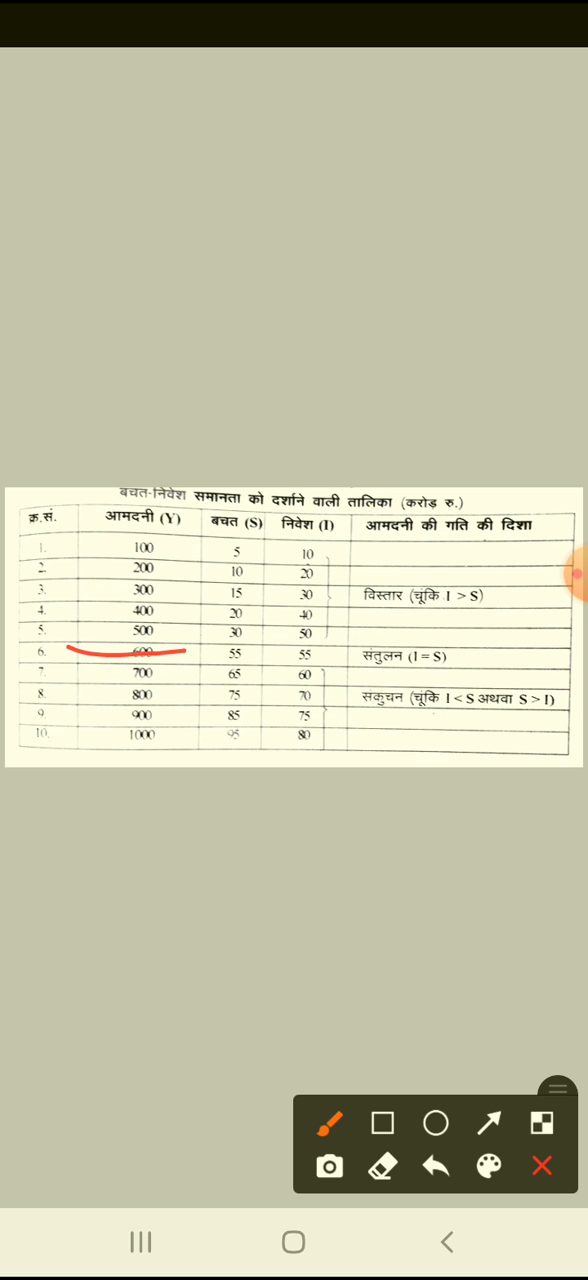 बचत-निवेश समानता को दर्शाने वाली तालिका (करोड़ रु.)
क्र.सं. आमदनी (Y) बचत (S) निवेश (I) आमदनी की गति की दिशा
1. 100 5 10
2. 200 10 20
3. 300 15 30 विस्तार (चूंकि I > S)
4. 400 20 40
5. 500 30 50
6. 600 55 55 संतुलन (I = S)
7. 700 65 60
8. 800 75 70 संकुचन (चूंकि I < S अथवा S > I)
9. 900 85 75
10. 1000 95 80